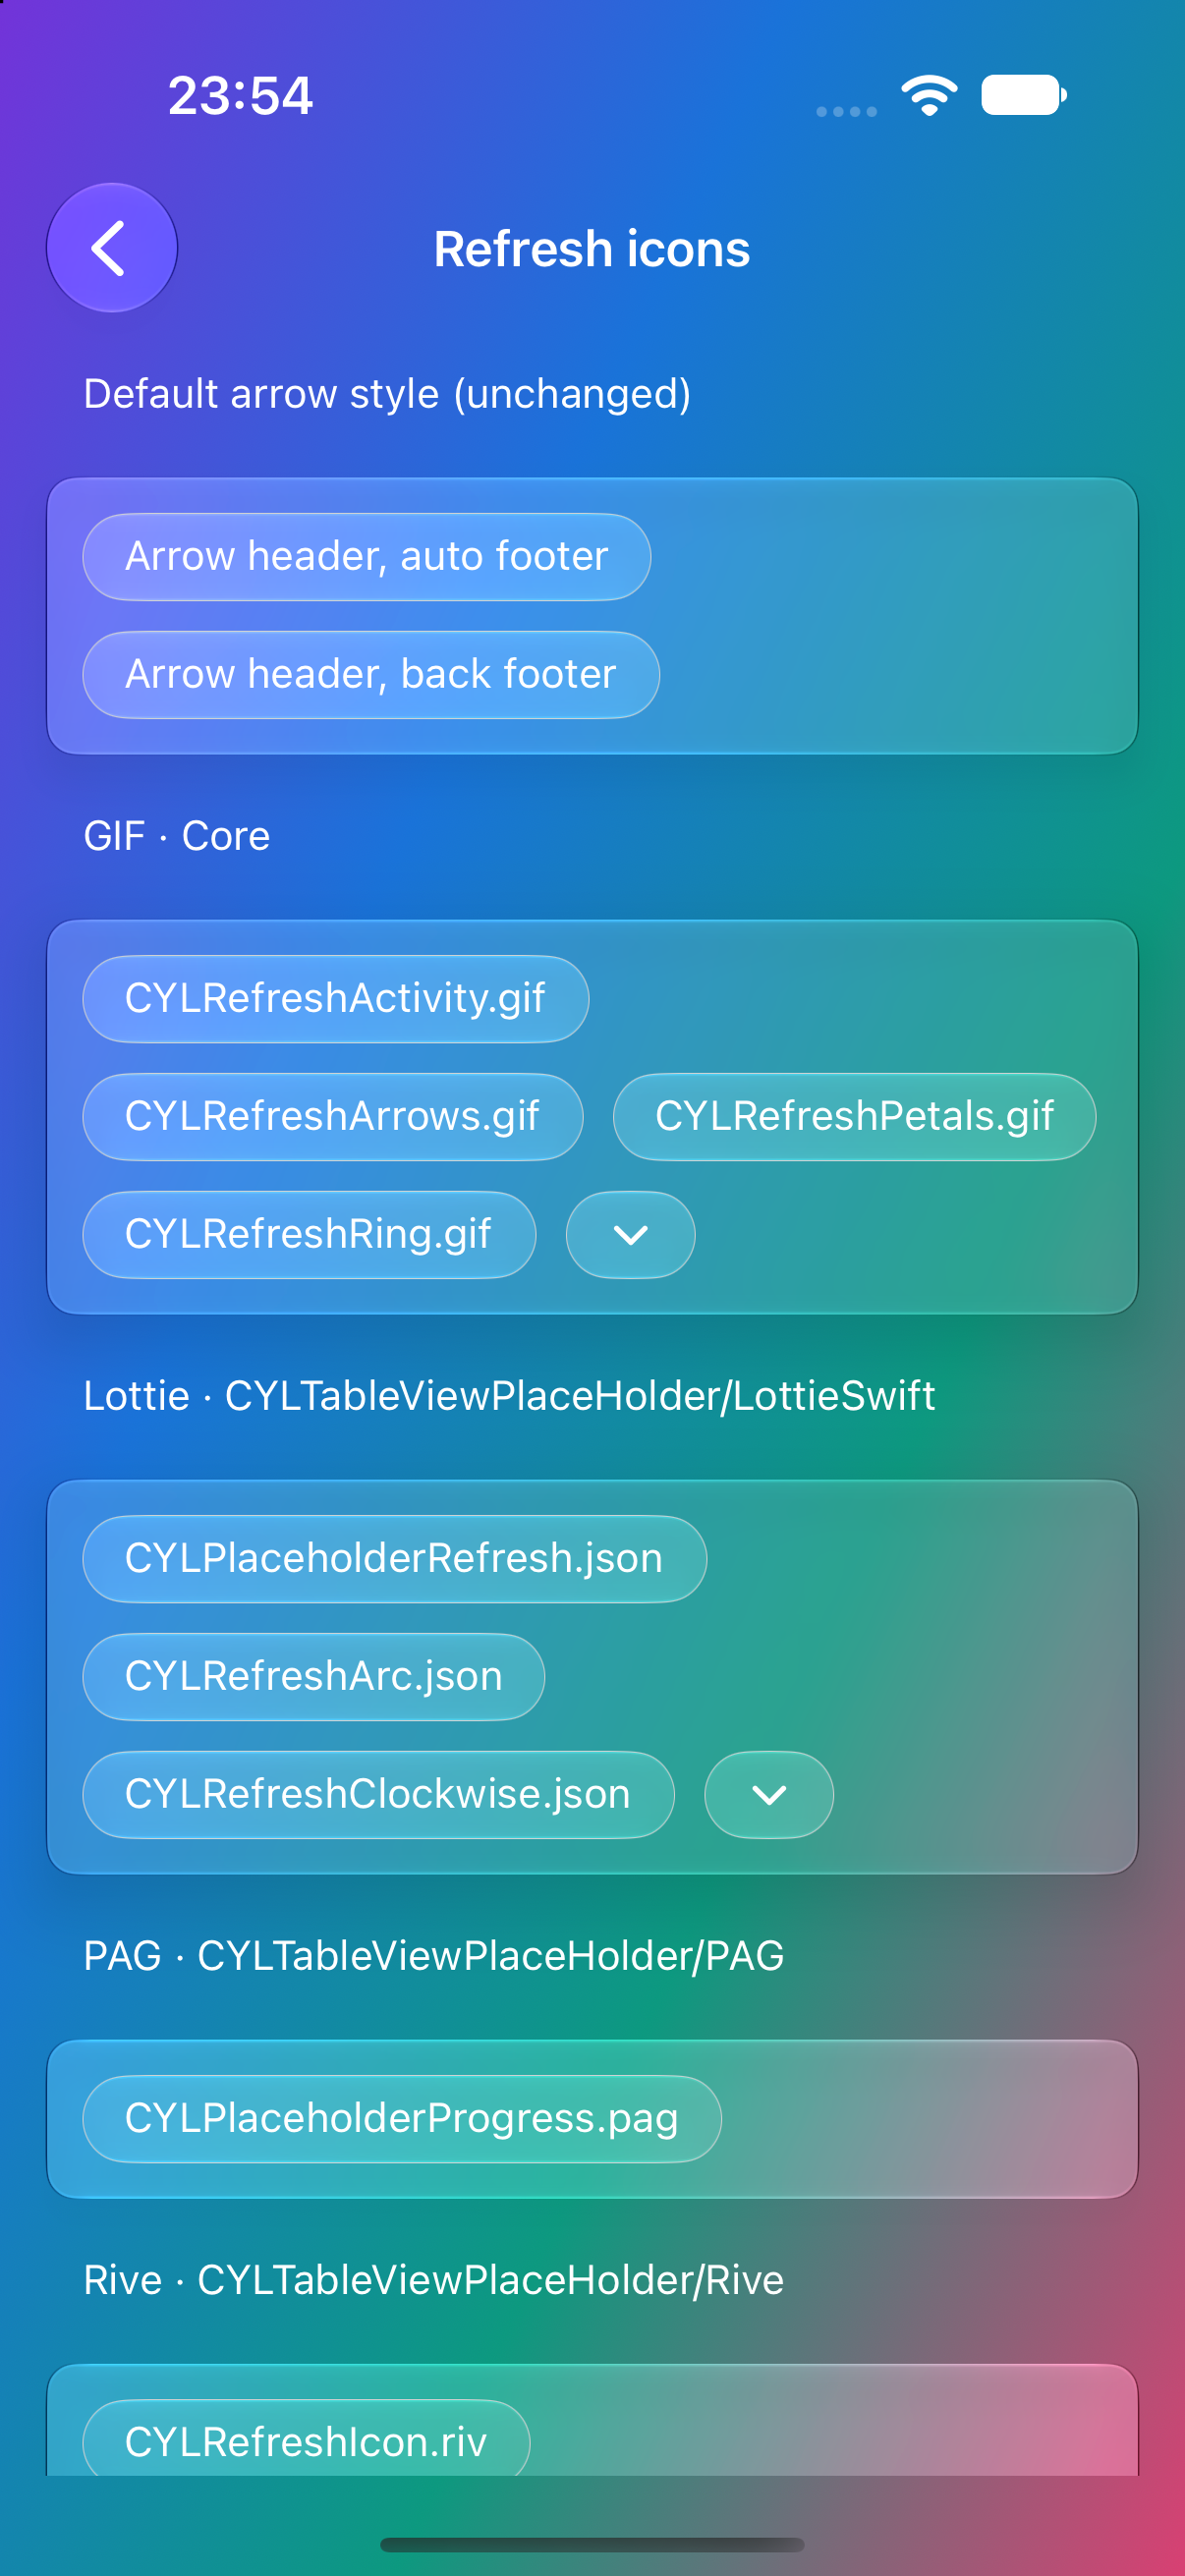 23:54
Refresh icons
Default arrow style (unchanged)
Arrow header, auto footer
Arrow header, back footer
GIF · Core
CYLRefreshActivity.gif
CYLRefreshArrows.gif CYLRefreshPetals.gif
CYLRefreshRing.gif
Lottie · CYLTableViewPlaceHolder/LottieSwift
CYLPlaceholderRefresh.json
CYLRefreshArc.json
CYLRefreshClockwise.json
PAG · CYLTableViewPlaceHolder/PAG
CYLPlaceholderProgress.pag
Rive · CYLTableViewPlaceHolder/Rive
CYLRefreshIcon.riv